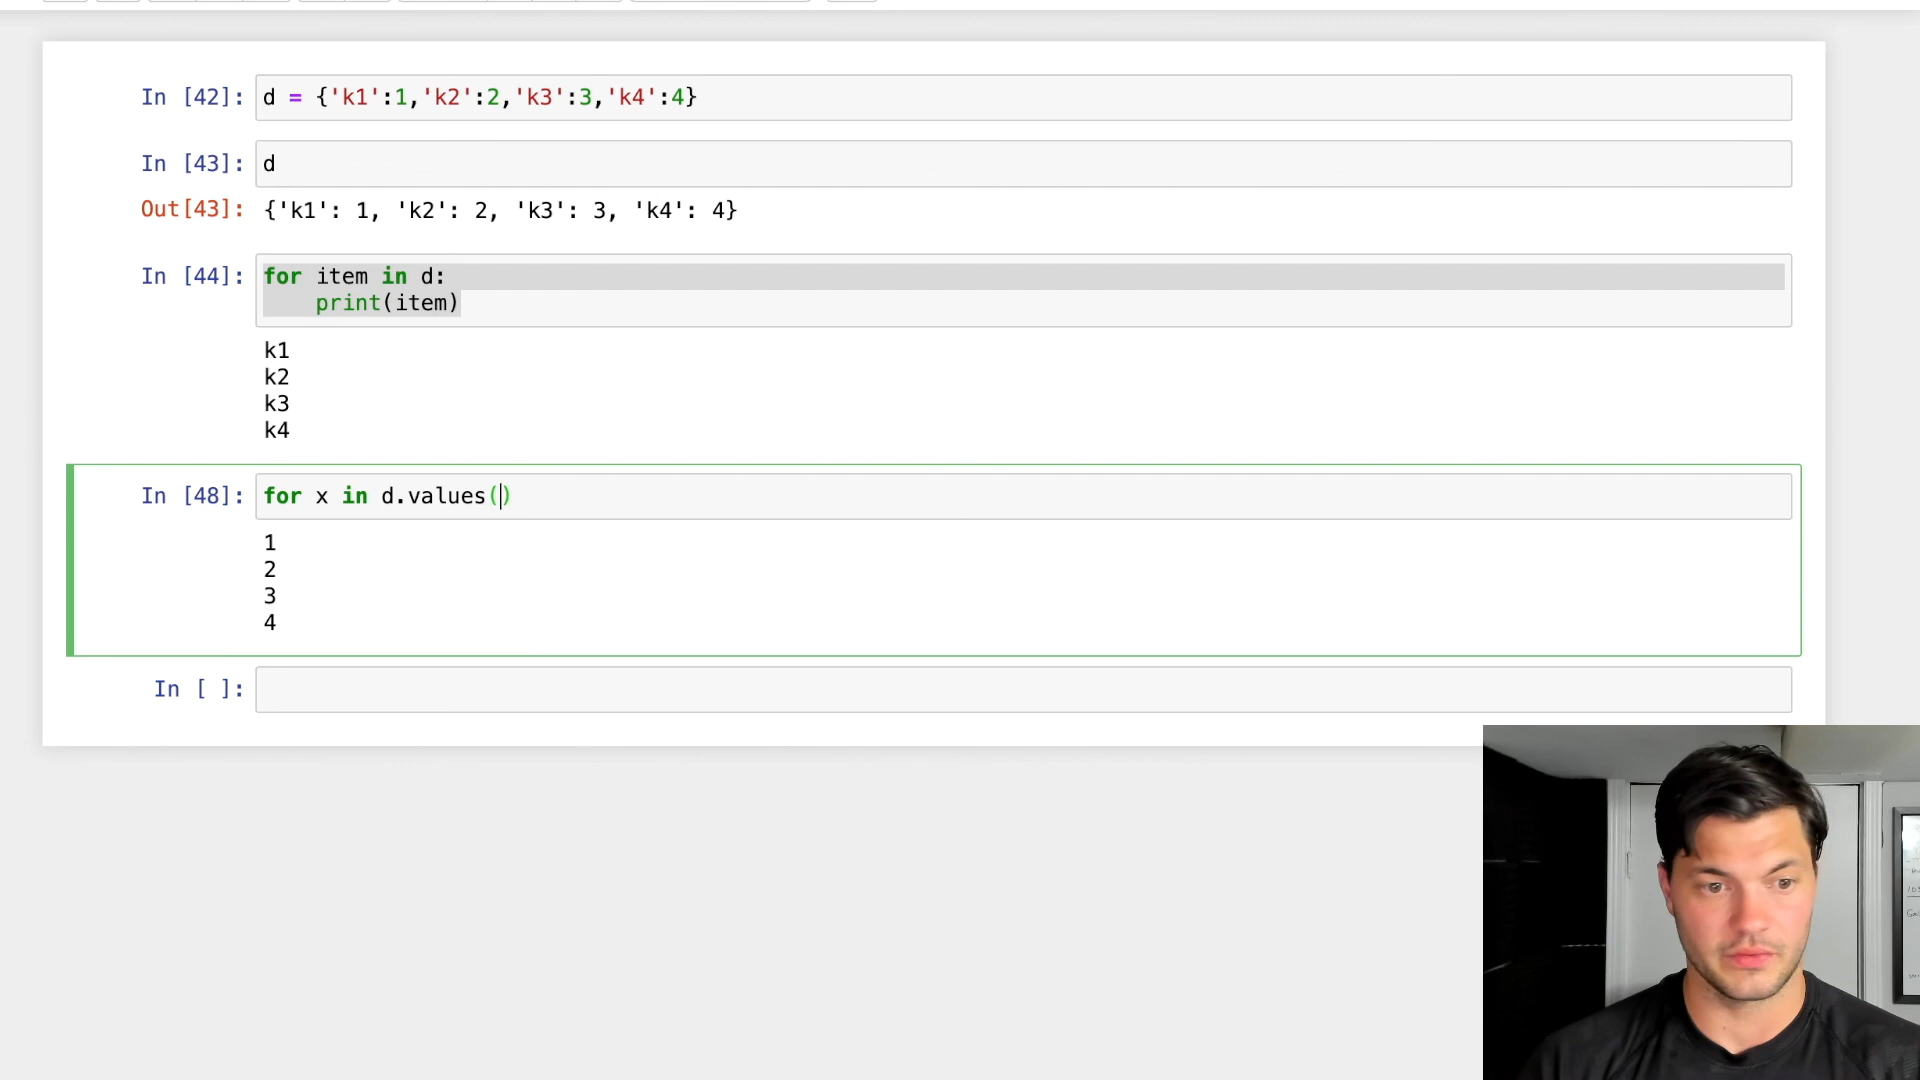 In [42]: d = {'k1':1,'k2':2,'k3':3,'k4':4}
In [43]: d
Out[43]: {'k1': 1, 'k2': 2, 'k3': 3, 'k4': 4}
In [44]: for item in d:
print(item)
k1
k2
k3
k4
In [48]: for x in d.values()
1
2
3
4
In [ ]: